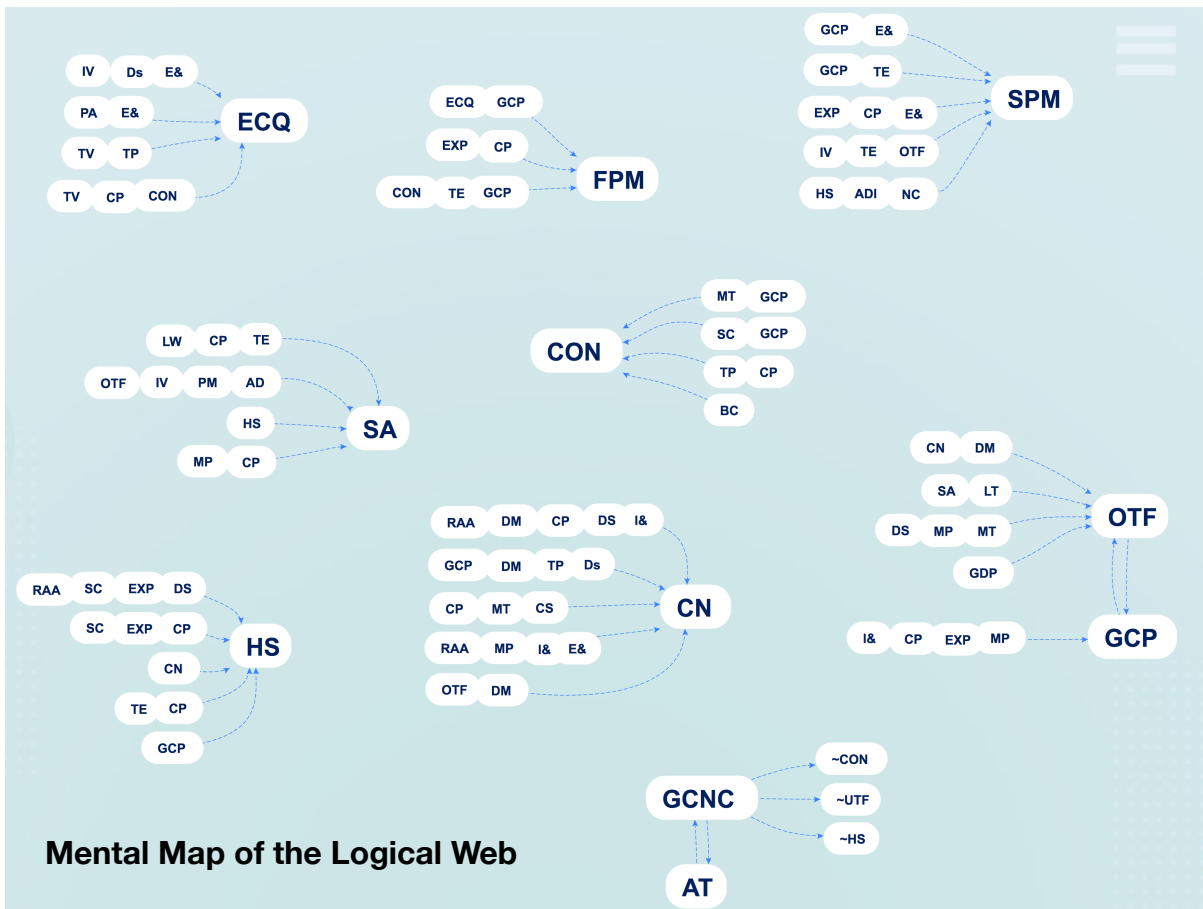 IV Ds E&
PA E&
TV TP
TV CP CON
ECQ
ECQ GCP
EXP CP
CON TE GCP
FPM
GCP E&
GCP TE
EXP CP E&
IV TE OTF
HS ADI NC
SPM
LW CP TE
OTF IV PM AD
HS
MP CP
SA
CON
MT GCP
SC GCP
TP CP
BC
CN DM
SA LT
DS MP MT
GDP
OTF
I& CP EXP MP
GCP
RAA SC EXP DS
SC EXP CP
CN
TE CP
GCP
HS
RAA DM CP DS I&
GCP DM TP Ds
CP MT CS
RAA MP I& E&
OTF DM
CN
GCNC
~CON
~UTF
~HS
AT
Mental Map of the Logical Web